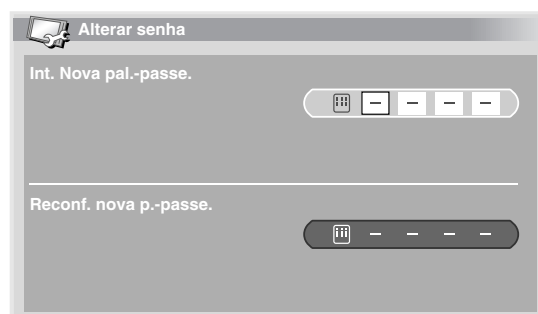 Alterar senha
Int. Nova pal.-passe.
– – – –
Reconf. nova p.-passe.
– – – –